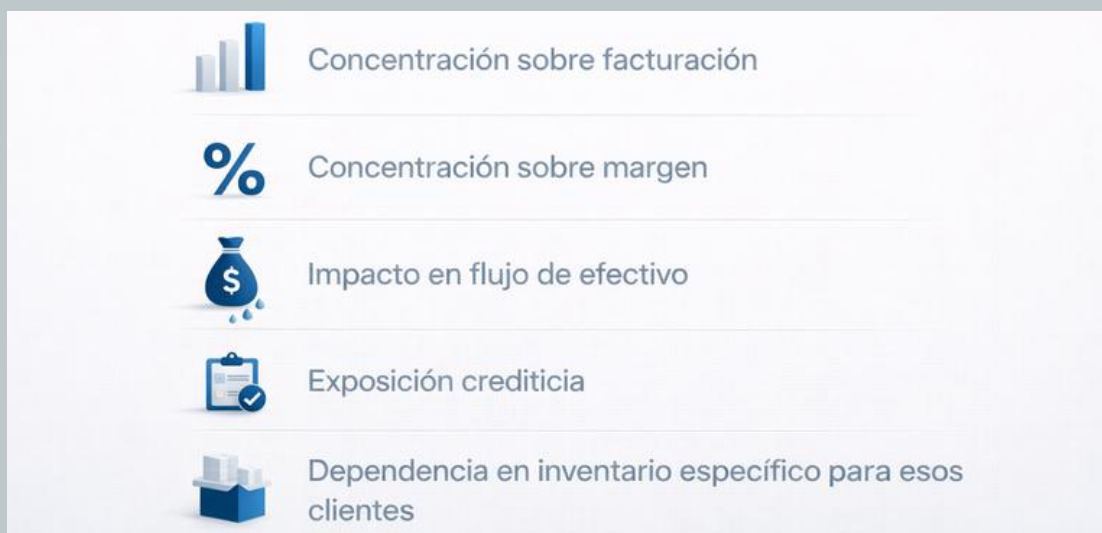 Concentración sobre facturación
%
Concentración sobre margen
$
Impacto en flujo de efectivo
Exposición crediticia
Dependencia en inventario específico para esos
clientes